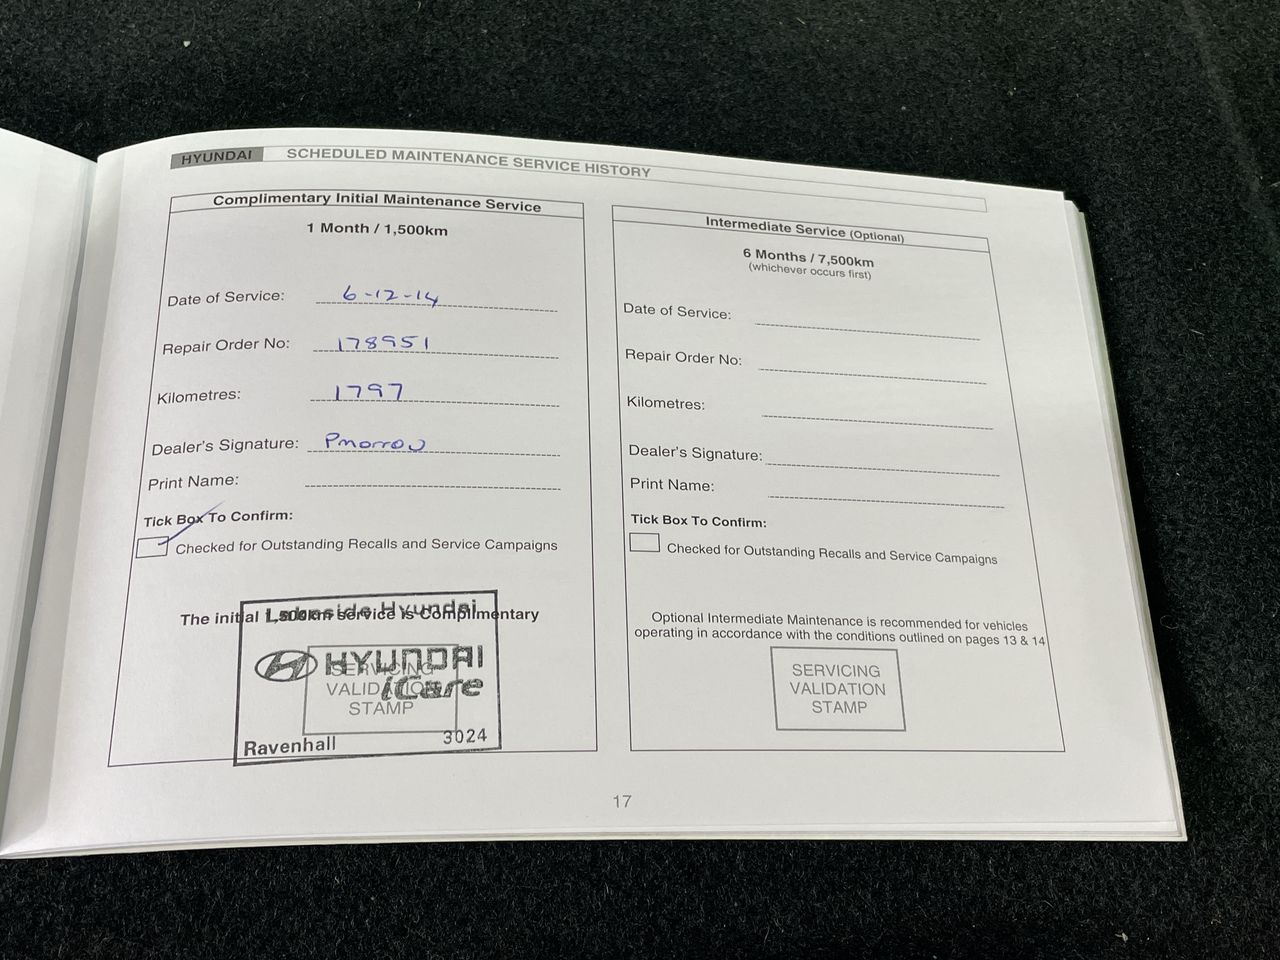 HYUNDAI SCHEDULED MAINTENANCE SERVICE HISTORY
Complimentary Initial Maintenance Service
1 Month / 1,500km
Date of Service: 6-12-14
Repair Order No: 178951
Kilometres: 1797
Dealer's Signature: Pmorrow
Print Name:
Tick Box To Confirm:
Checked for Outstanding Recalls and Service Campaigns
The initial 1,500km service is Complimentary
Lakeside Hyundai
HYUNDAI
iCare
SERVICING
VALIDATION
STAMP
Ravenhall 3024
Intermediate Service (Optional)
6 Months / 7,500km
(whichever occurs first)
Date of Service:
Repair Order No:
Kilometres:
Dealer's Signature:
Print Name:
Tick Box To Confirm:
Checked for Outstanding Recalls and Service Campaigns
Optional Intermediate Maintenance is recommended for vehicles
operating in accordance with the conditions outlined on pages 13 & 14
SERVICING
VALIDATION
STAMP
17